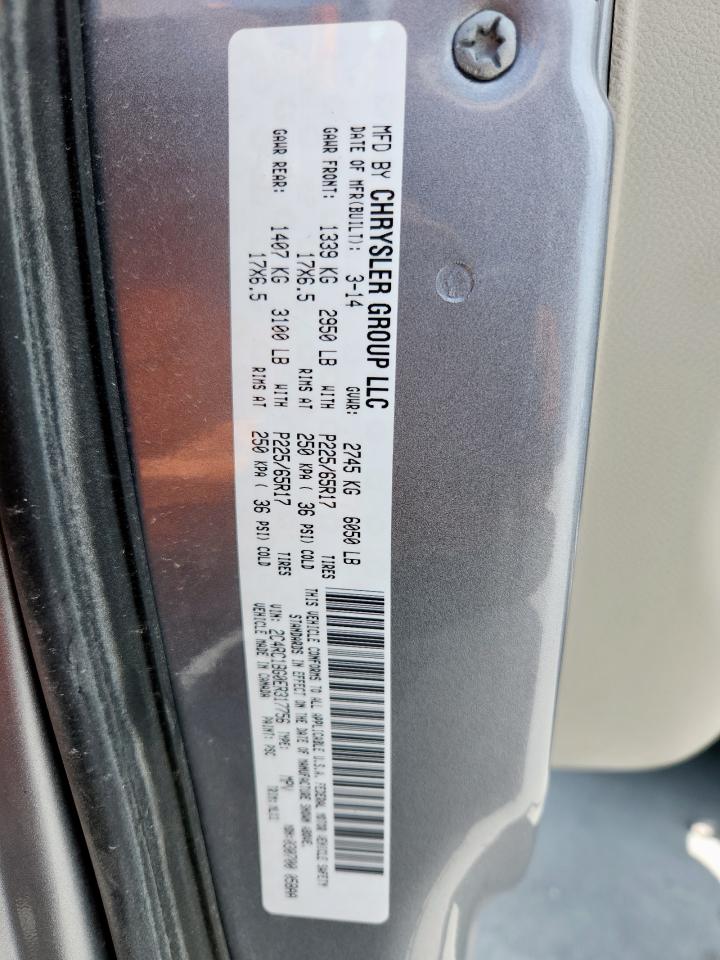 MFD BY CHRYSLER GROUP LLC
DATE OF MFR(BUILT): 3-14 GVWR: 2745 KG 6050 LB
GAWR FRONT: 1339 KG 2950 LB WITH P225/65R17 TIRES
17X6.5 RIMS AT 250 KPA ( 36 PSI) COLD
GAWR REAR: 1407 KG 3100 LB WITH P225/65R17 TIRES
17X6.5 RIMS AT 250 KPA ( 36 PSI) COLD
THIS VEHICLE CONFORMS TO ALL APPLICABLE U.S.A. FEDERAL MOTOR VEHICLE SAFETY
STANDARDS IN EFFECT ON THE DATE OF MANUFACTURE SHOWN ABOVE.
VIN: 2C4RC1BG0ER317756 TYPE: MPV
VEHICLE MADE IN CANADA PAINT: PSC